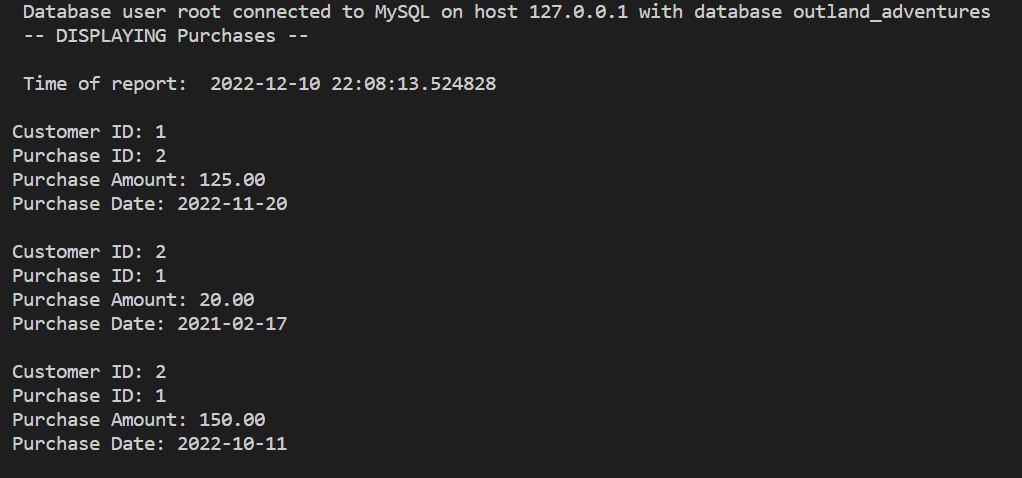 Database user root connected to MySQL on host 127.0.0.1 with database outland_adventures
-- DISPLAYING Purchases --
Time of report:  2022-12-10 22:08:13.524828
Customer ID: 1
Purchase ID: 2
Purchase Amount: 125.00
Purchase Date: 2022-11-20
Customer ID: 2
Purchase ID: 1
Purchase Amount: 20.00
Purchase Date: 2021-02-17
Customer ID: 2
Purchase ID: 1
Purchase Amount: 150.00
Purchase Date: 2022-10-11